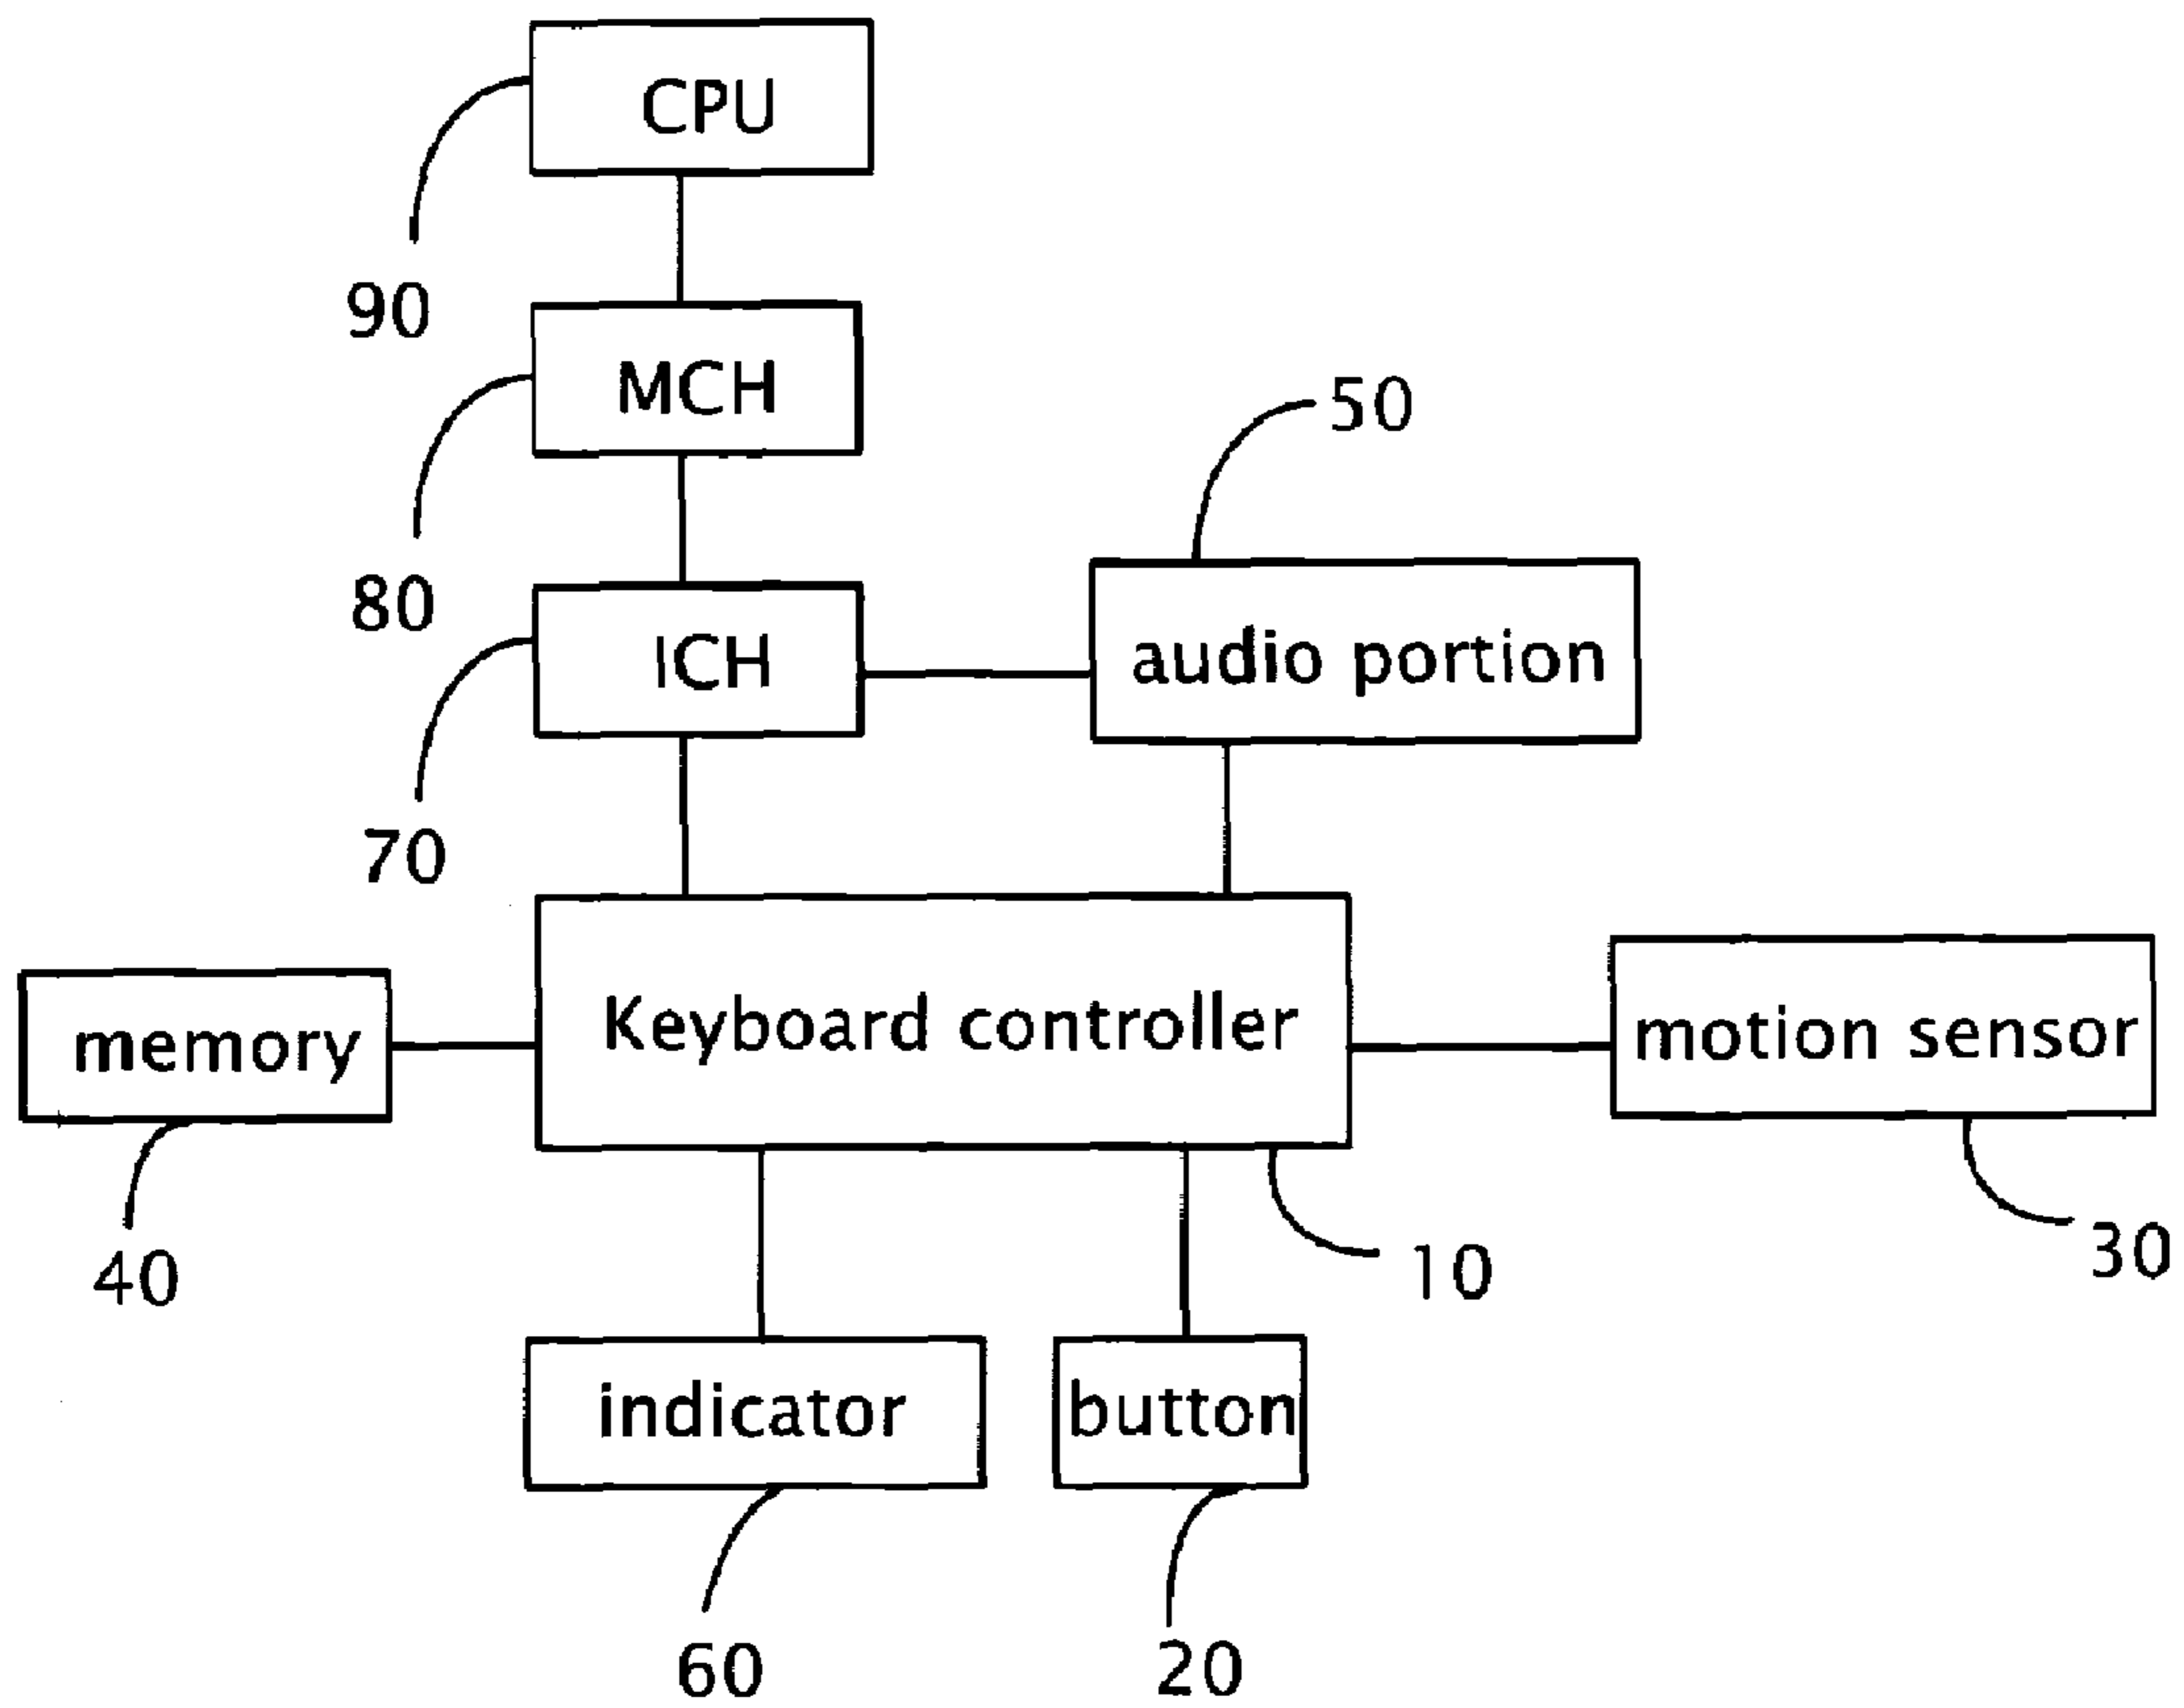 CPU
90
MCH
80
50
ICH
audio portion
70
memory
Keyboard controller
motion sensor
40
10
30
indicator
button
60
20